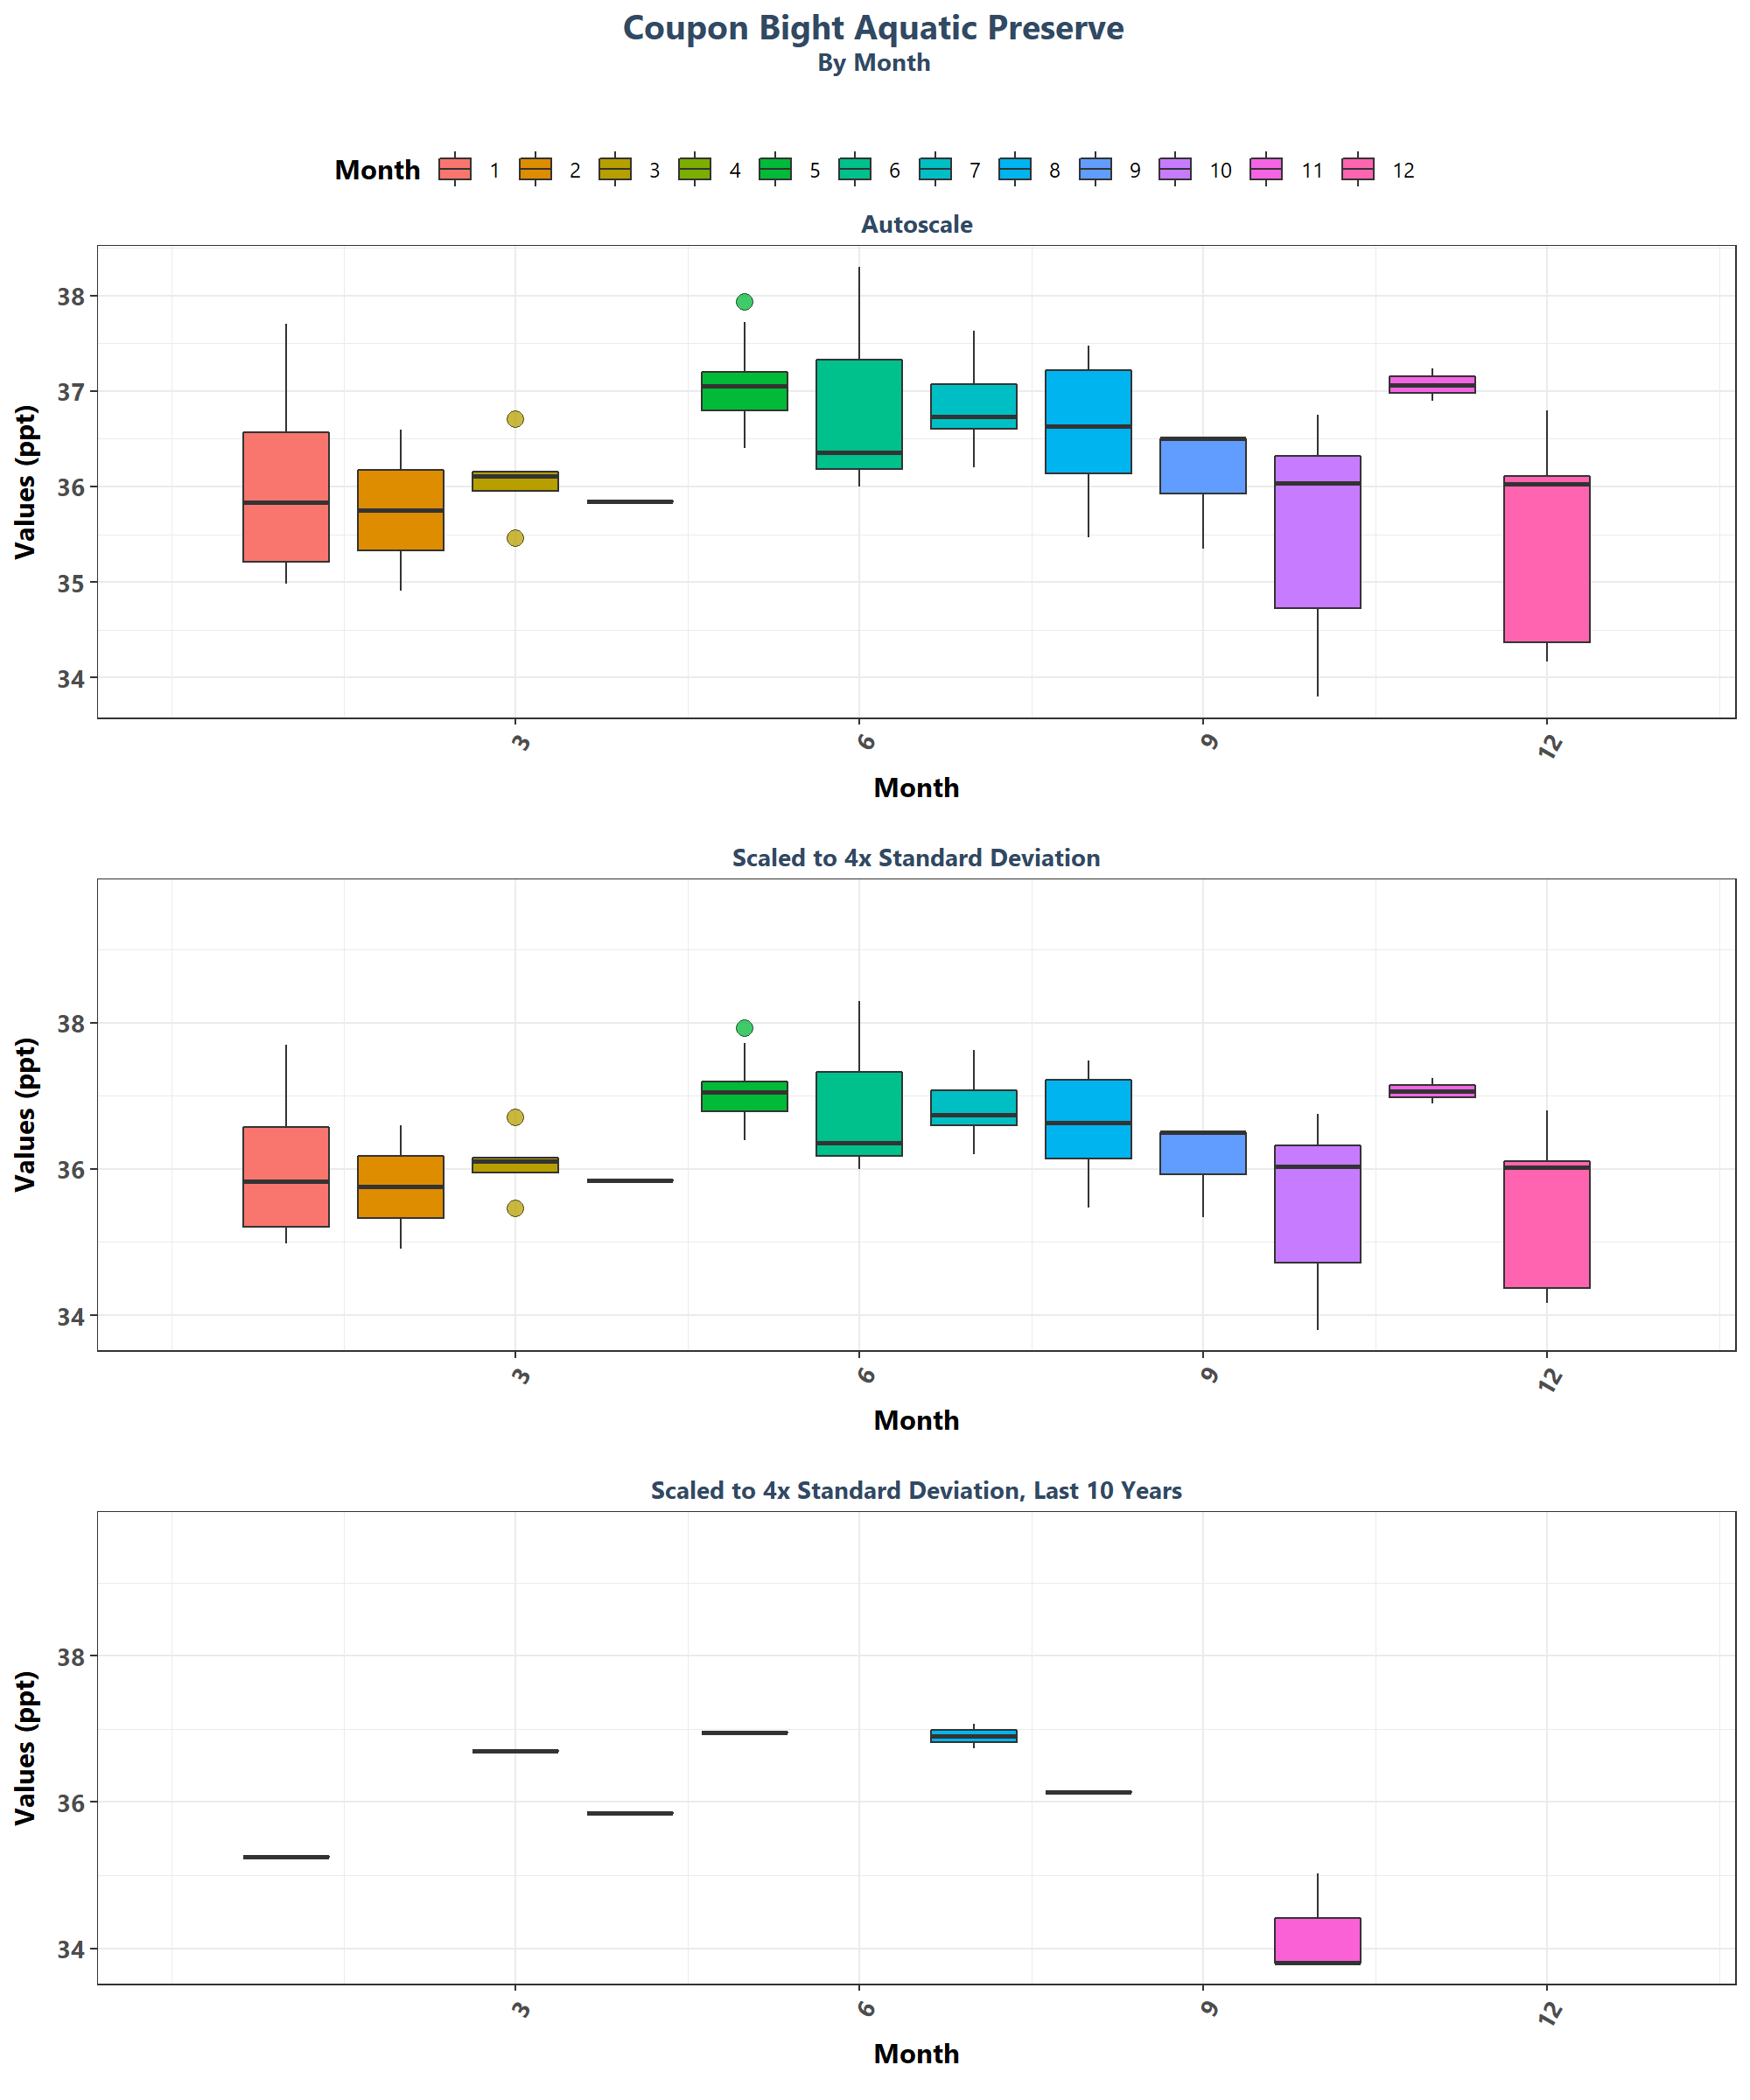 Coupon Bight Aquatic Preserve
By Month
Month 1 2 3 4 5 6 7 8 9 10 11 12
Autoscale
Values (ppt)
38
37
36
35
34
3 6 9 12
Month
Scaled to 4x Standard Deviation
Values (ppt)
38
36
34
3 6 9 12
Month
Scaled to 4x Standard Deviation, Last 10 Years
Values (ppt)
38
36
34
3 6 9 12
Month